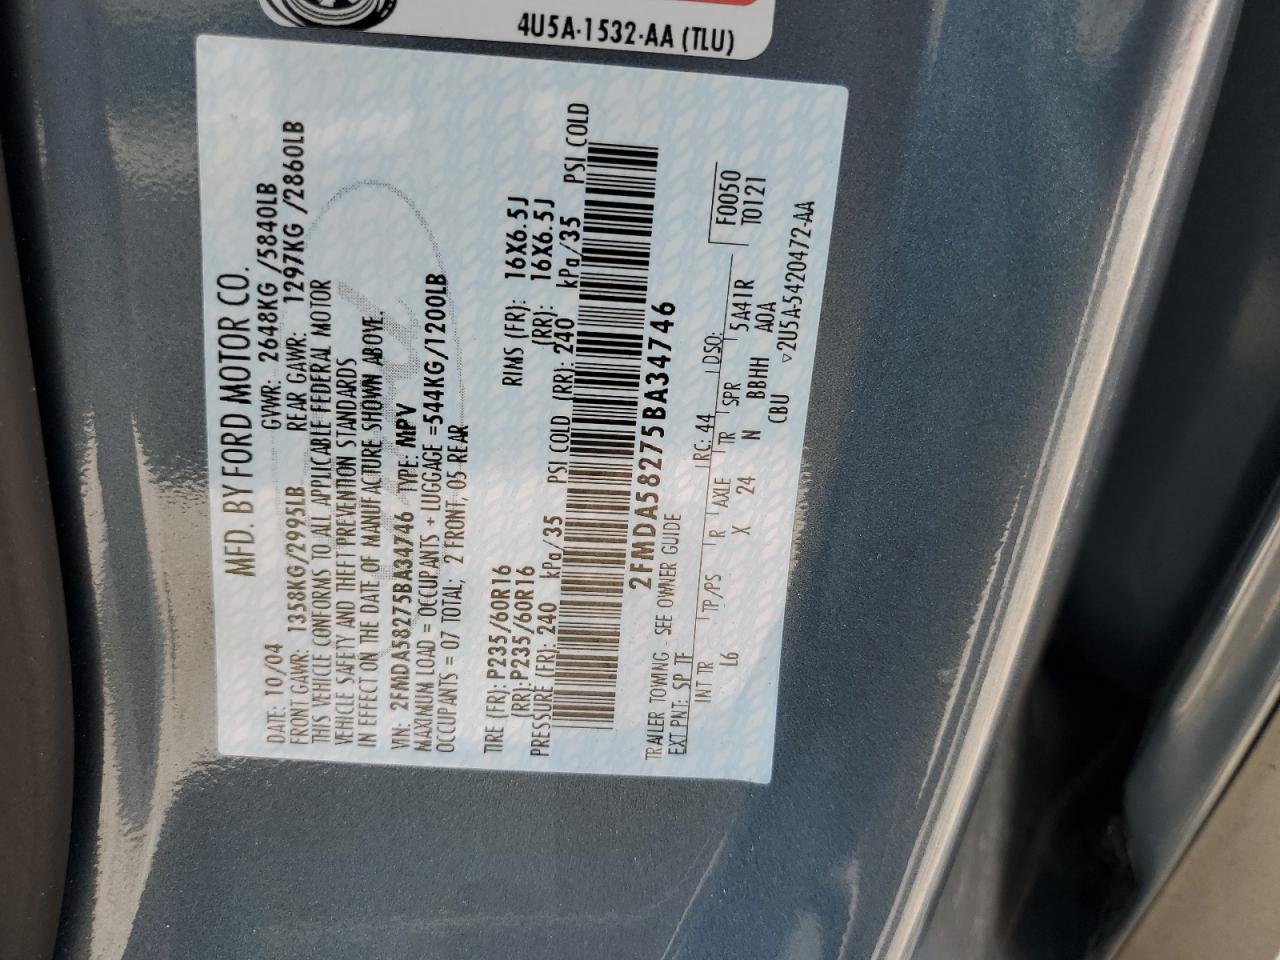 4U5A-1532-AA (TLU)
MFD. BY FORD MOTOR CO.
DATE: 10/04 GVWR: 2648KG /5840LB
FRONT GAWR: 1358KG/2995LB REAR GAWR: 1297KG /2860LB
THIS VEHICLE CONFORMS TO ALL APPLICABLE FEDERAL MOTOR
VEHICLE SAFETY AND THEFT PREVENTION STANDARDS
IN EFFECT ON THE DATE OF MANUFACTURE SHOWN ABOVE.
VIN: 2FMDA58275BA34746 TYPE: MPV
MAXIMUM LOAD = OCCUPANTS + LUGGAGE =544KG/1200LB
OCCUPANTS = 07 TOTAL; 2 FRONT, 05 REAR
TIRE (FR): P235/60R16 RIMS (FR): 16X6.5J
(RR): P235/60R16 (RR): 16X6.5J
PRESSURE (FR): 240 kPa/35 PSI COLD (RR): 240 kPa/35 PSI COLD
2FMDA58275BA34746
TRAILER TOWING - SEE OWNER GUIDE
EXT PNT: SP TF RC: 44 DSO: F0050
INT TR TP/PS R AXLE TR SPR 5A41R T0121
L6 X 24 N BBHH A0A
CBU ▽2U5A-5420472-AA